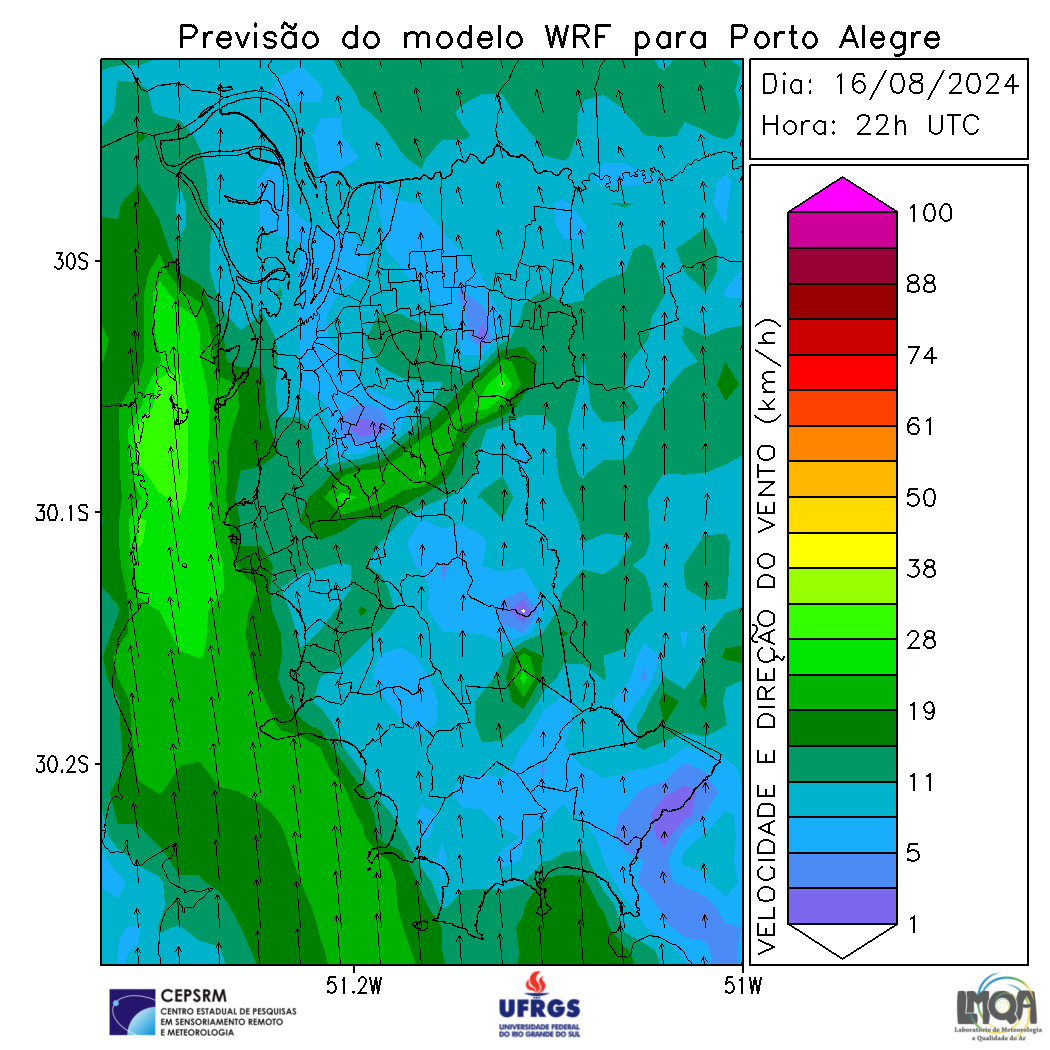 Previsão do modelo WRF para Porto Alegre
Dia: 16/08/2024
Hora: 22h UTC
30S
30.1S
30.2S
51.2W
51W
VELOCIDADE E DIREÇÃO DO VENTO (km/h)
100
88
74
61
50
38
28
19
11
5
1
CEPSRM
CENTRO ESTADUAL DE PESQUISAS
EM SENSORIAMENTO REMOTO
E METEOROLOGIA
UFRGS
UNIVERSIDADE FEDERAL
DO RIO GRANDE DO SUL
LMQA
Laboratório de Meteorologia
e Qualidade do Ar